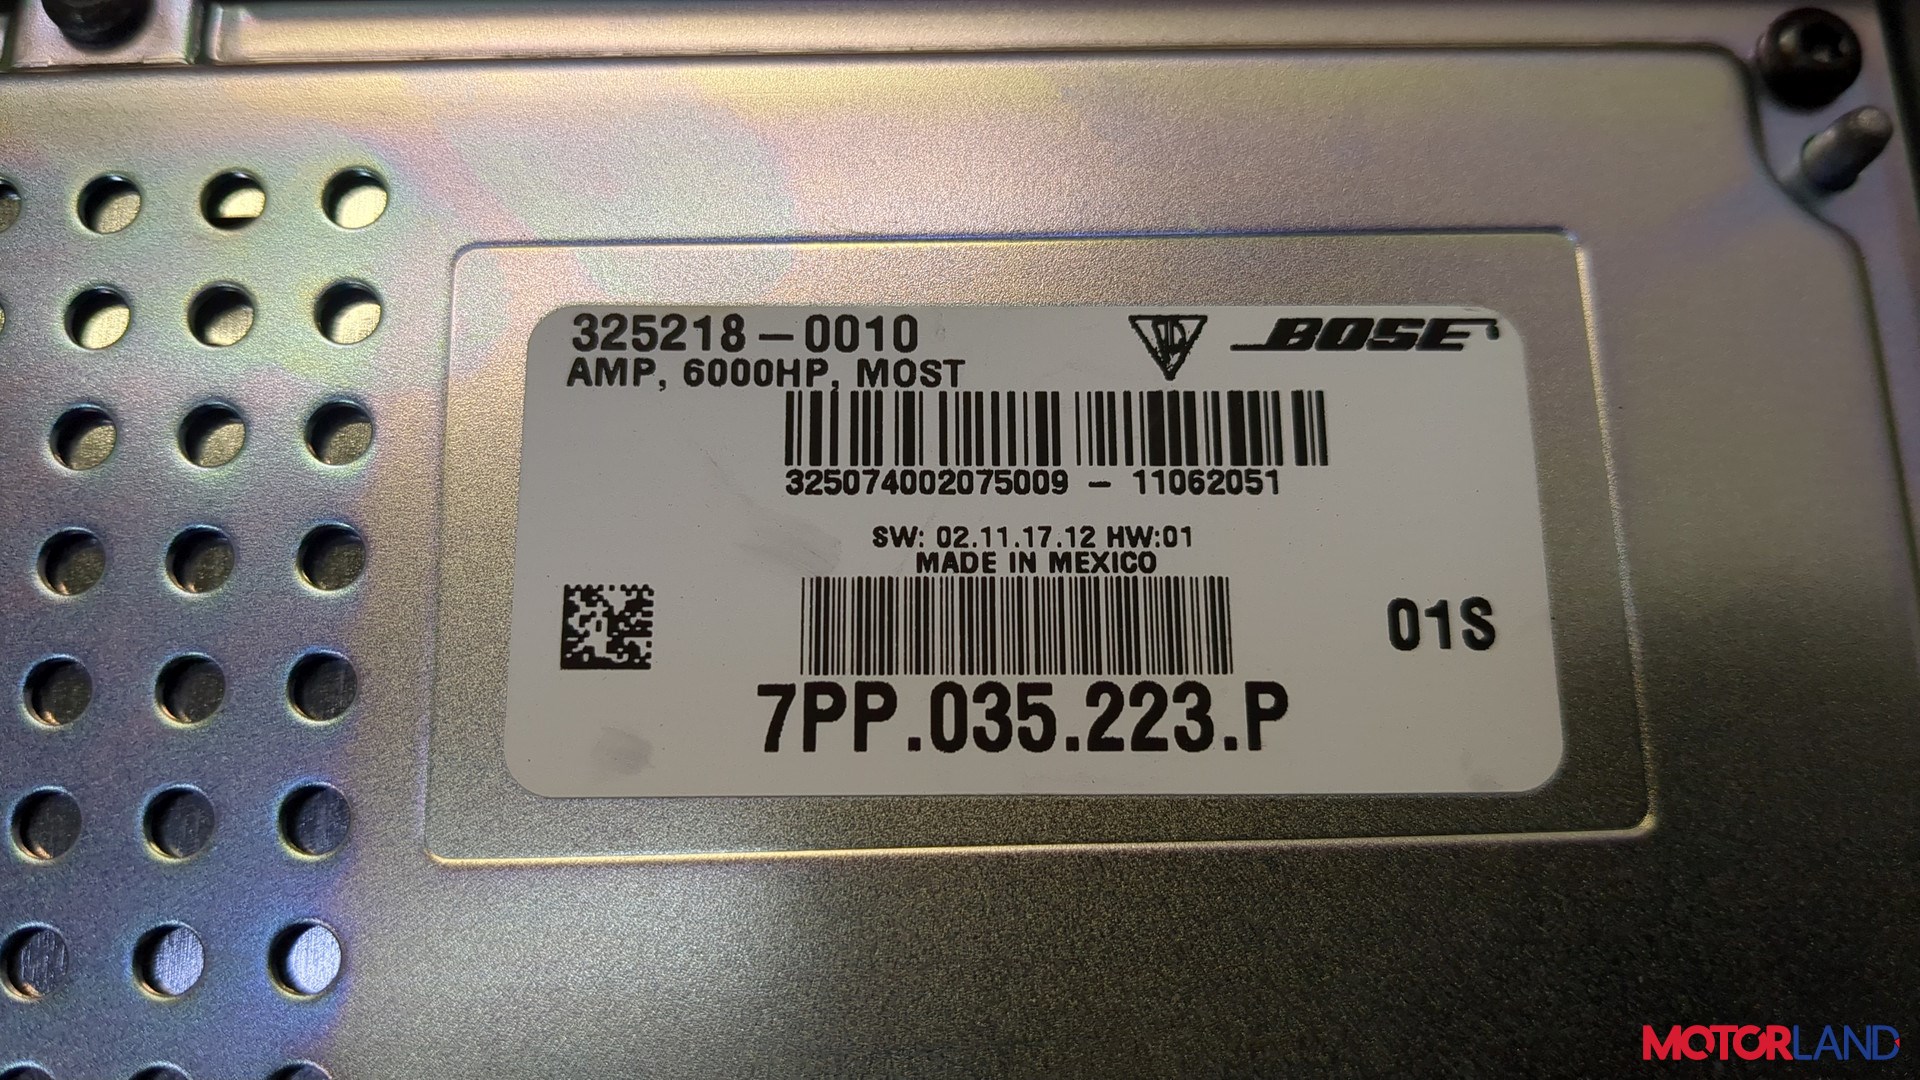 325218-0010
BOSE
AMP, 6000HP, MOST
325074002075009 - 11062051
SW: 02.11.17.12 HW:01
MADE IN MEXICO
01S
7PP.035.223.P
MOTORLAND